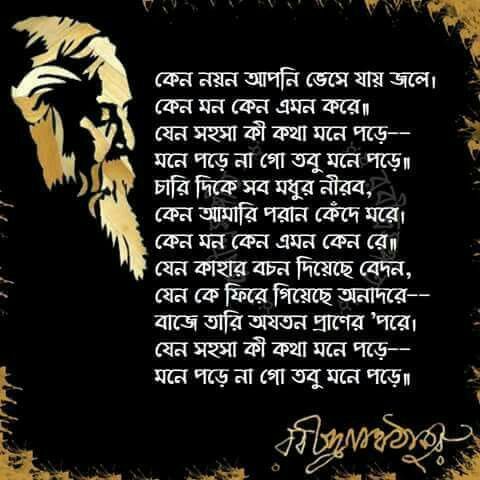 কেন নয়ন আপনি ভেসে যায় জলে।
কেন মন কেন এমন করে॥
যেন সহসা কী কথা মনে পড়ে--
মনে পড়ে না গো তবু মনে পড়ে॥
চারি দিকে সব মধুর নীরব,
কেন আমারি পরান কেঁদে মরে।
কেন মন কেন এমন কেন রে॥
যেন কাহার বচন দিয়েছে বেদন,
যেন কে ফিরে গিয়েছে অনাদরে--
বাজে তারি অযতন প্রাণের ’পরে।
যেন সহসা কী কথা মনে পড়ে--
মনে পড়ে না গো তবু মনে পড়ে॥
রবীন্দ্রনাথ ঠাকুর